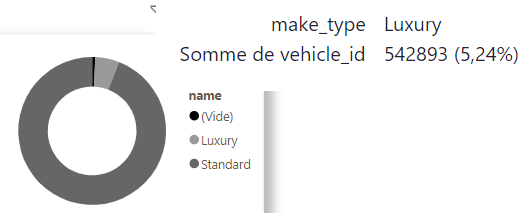 make_type Luxury
Somme de vehicle_id 542893 (5,24%)
name
(Vide)
Luxury
Standard